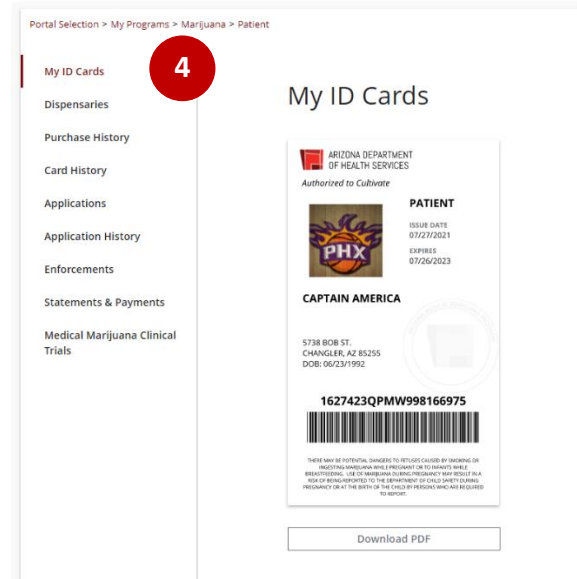 Portal Selection > My Programs > Marijuana > Patient
My ID Cards
4
Dispensaries
Purchase History
Card History
Applications
Application History
Enforcements
Statements & Payments
Medical Marijuana Clinical
Trials
My ID Cards
ARIZONA DEPARTMENT
OF HEALTH SERVICES
Authorized to Cultivate
PATIENT
ISSUE DATE
07/27/2021
EXPIRES
07/26/2023
PHX
CAPTAIN AMERICA
5738 BOB ST.
CHANGLER, AZ 85255
DOB: 06/23/1992
1627423QPMW998166975
THERE MAY BE POTENTIAL DANGERS TO FETUSES CAUSED BY SMOKING OR
INGESTING MARIJUANA WHILE PREGNANT OR TO INFANTS WHILE
BREASTFEEDING. USE OF MARIJUANA DURING PREGNANCY MAY RESULT IN A
RISK OF BEING REPORTED TO THE DEPARTMENT OF CHILD SAFETY DURING
PREGNANCY OR AT THE BIRTH OF THE CHILD BY PERSONS WHO ARE REQUIRED
TO REPORT.
Download PDF